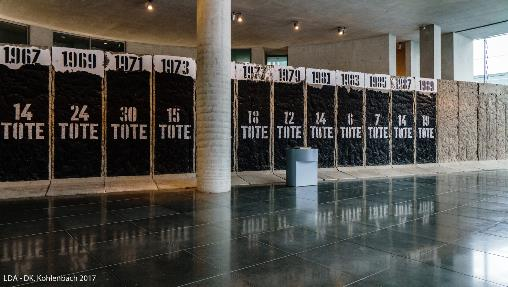 1967
14
TOTE
1969
24
TOTE
1971
30
TOTE
1973
15
TOTE
1977
18
TOTE
1979
12
TOTE
1981
14
TOTE
1983
8
TOTE
1985
7
TOTE
1987
14
TOTE
1989
19
TOTE
LDA - DK, Kohlenbach 2017